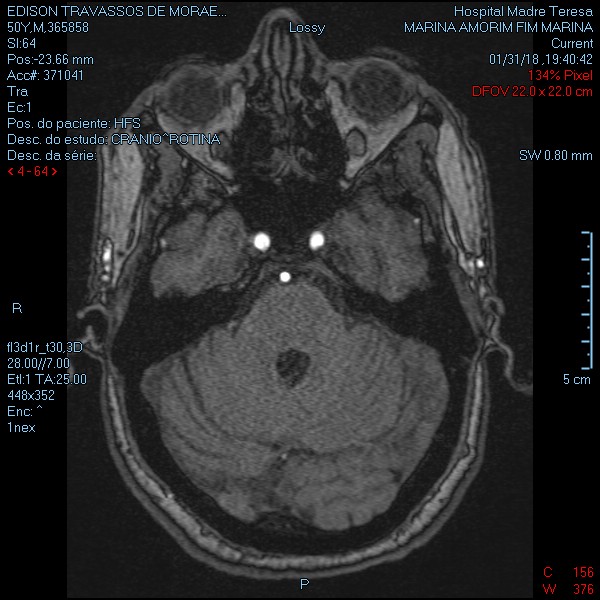 EDISON TRAVASSOS DE MORAE...
50Y,M,365858
Sl:64
Pos:-23.66 mm
Acc#: 371041
Tra
Ec:1
Pos. do paciente: HFS
Desc. do estudo: CRANIO^ROTINA
Desc. da série:
< 4 - 64 >
Lossy
Hospital Madre Teresa
MARINA AMORIM FIM MARINA
Current
01/31/18 ,19:40:42
134% Pixel
DFOV 22.0 x 22.0 cm
SW 0.80 mm
R
fl3d1r_t30,3D
28.00//7.00
Etl:1 TA:25.00
448x352
Enc: ^
1nex
5 cm
P
C 156
W 376